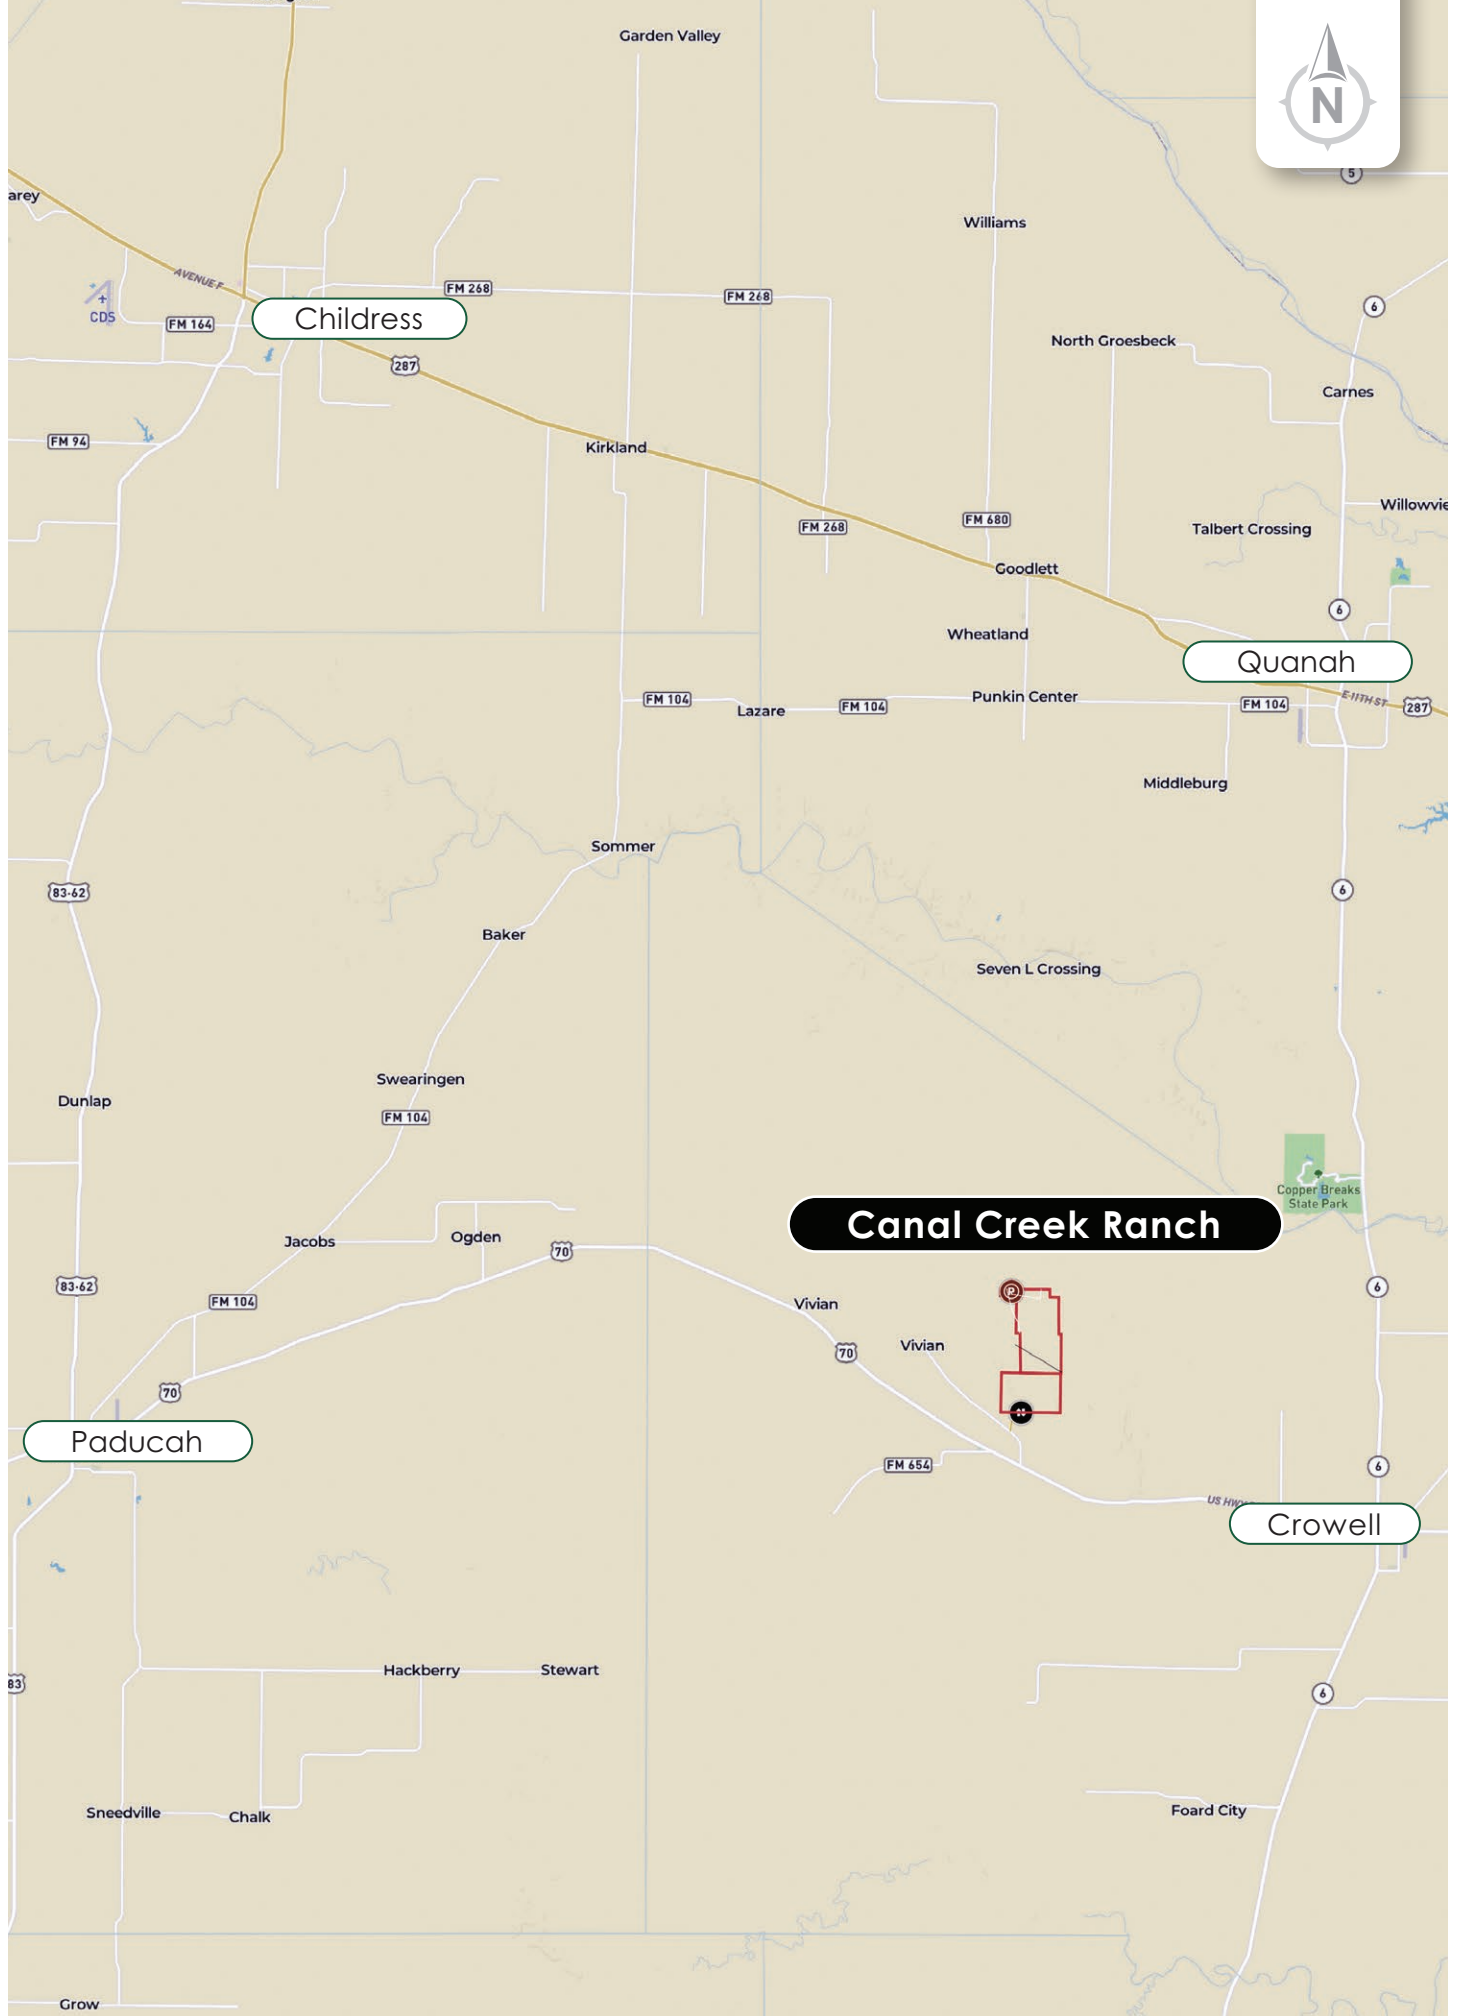 Garden Valley
N
5
arey
Williams
AVENUE F
FM 268
FM 268
6
CDS
Childress
FM 164
North Groesbeck
287
Carnes
FM 94
Kirkland
Willowvie
FM 268
FM 680
Talbert Crossing
Goodlett
6
Wheatland
Quanah
FM 104
Punkin Center
E 11TH ST
Lazare
FM 104
FM 104
287
Middleburg
Sommer
83-62
6
Baker
Seven L Crossing
Swearingen
Dunlap
FM 104
Copper Breaks
State Park
Canal Creek Ranch
Jacobs
Ogden
70
83-62
6
FM 104
Vivian
Vivian
70
70
Paducah
FM 654
6
US HWY
Crowell
Hackberry
Stewart
83
6
Sneedville
Chalk
Foard City
Grow